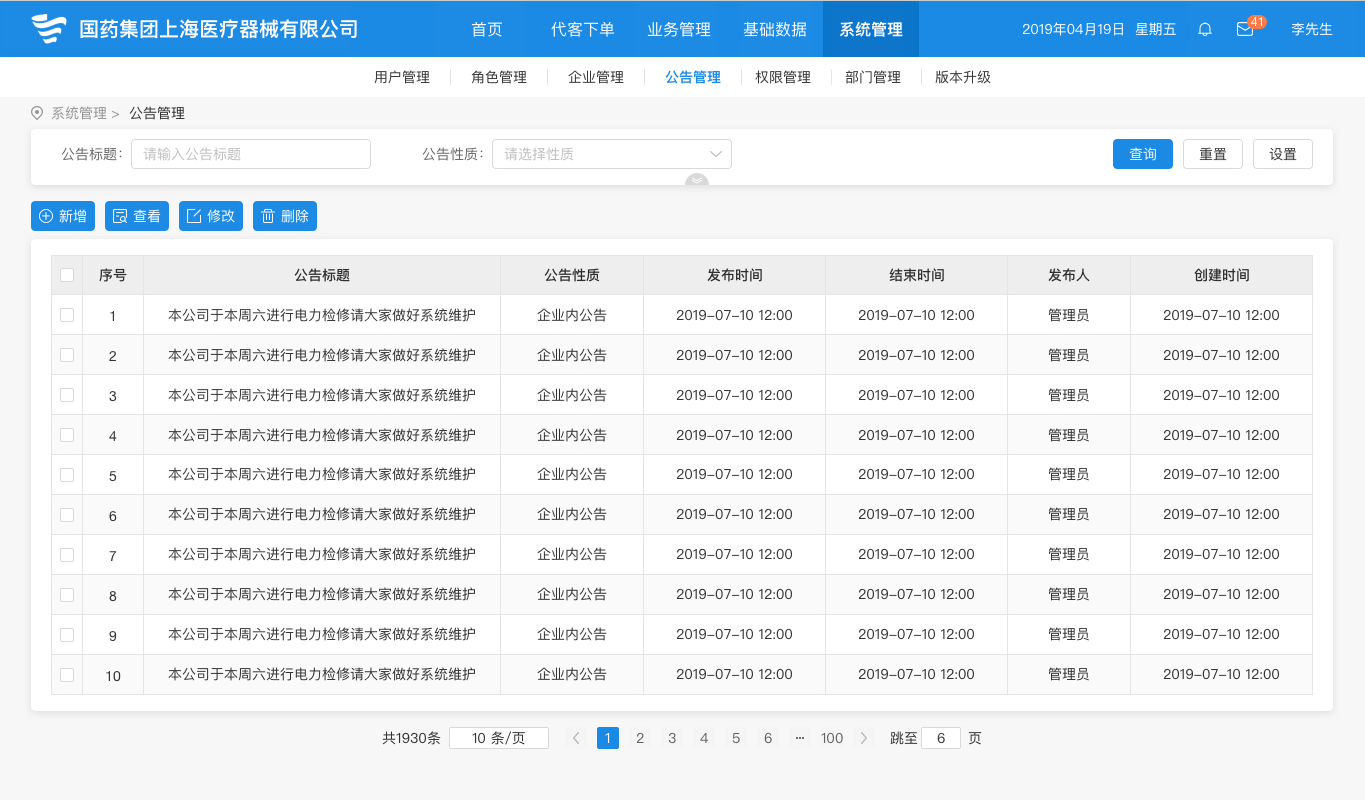 国药集团上海医疗器械有限公司 首页 代客下单 业务管理 基础数据 系统管理 2019年04月19日 星期五 41 李先生
用户管理 角色管理 企业管理 公告管理 权限管理 部门管理 版本升级
系统管理 > 公告管理
公告标题: 请输入公告标题 公告性质: 请选择性质 查询 重置 设置
新增 查看 修改 删除
序号 公告标题 公告性质 发布时间 结束时间 发布人 创建时间
1 本公司于本周六进行电力检修请大家做好系统维护 企业内公告 2019-07-10 12:00 2019-07-10 12:00 管理员 2019-07-10 12:00
2 本公司于本周六进行电力检修请大家做好系统维护 企业内公告 2019-07-10 12:00 2019-07-10 12:00 管理员 2019-07-10 12:00
3 本公司于本周六进行电力检修请大家做好系统维护 企业内公告 2019-07-10 12:00 2019-07-10 12:00 管理员 2019-07-10 12:00
4 本公司于本周六进行电力检修请大家做好系统维护 企业内公告 2019-07-10 12:00 2019-07-10 12:00 管理员 2019-07-10 12:00
5 本公司于本周六进行电力检修请大家做好系统维护 企业内公告 2019-07-10 12:00 2019-07-10 12:00 管理员 2019-07-10 12:00
6 本公司于本周六进行电力检修请大家做好系统维护 企业内公告 2019-07-10 12:00 2019-07-10 12:00 管理员 2019-07-10 12:00
7 本公司于本周六进行电力检修请大家做好系统维护 企业内公告 2019-07-10 12:00 2019-07-10 12:00 管理员 2019-07-10 12:00
8 本公司于本周六进行电力检修请大家做好系统维护 企业内公告 2019-07-10 12:00 2019-07-10 12:00 管理员 2019-07-10 12:00
9 本公司于本周六进行电力检修请大家做好系统维护 企业内公告 2019-07-10 12:00 2019-07-10 12:00 管理员 2019-07-10 12:00
10 本公司于本周六进行电力检修请大家做好系统维护 企业内公告 2019-07-10 12:00 2019-07-10 12:00 管理员 2019-07-10 12:00
共1930条 10 条/页 1 2 3 4 5 6 ··· 100 跳至 6 页